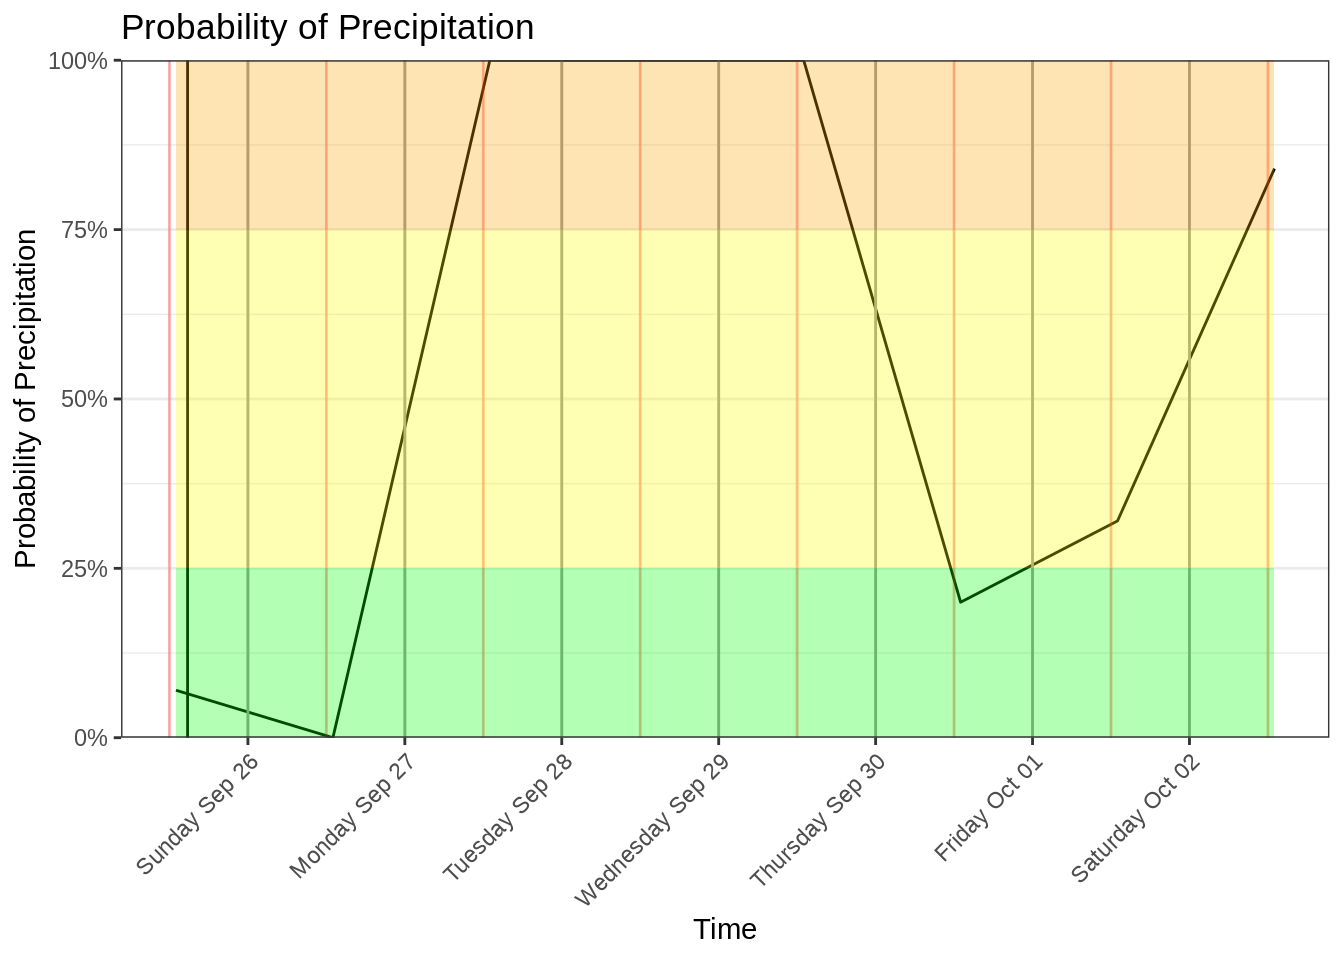 Probability of Precipitation
100%
75%
50%
25%
0%
Probability of Precipitation
Sunday Sep 26
Monday Sep 27
Tuesday Sep 28
Wednesday Sep 29
Thursday Sep 30
Friday Oct 01
Saturday Oct 02
Time